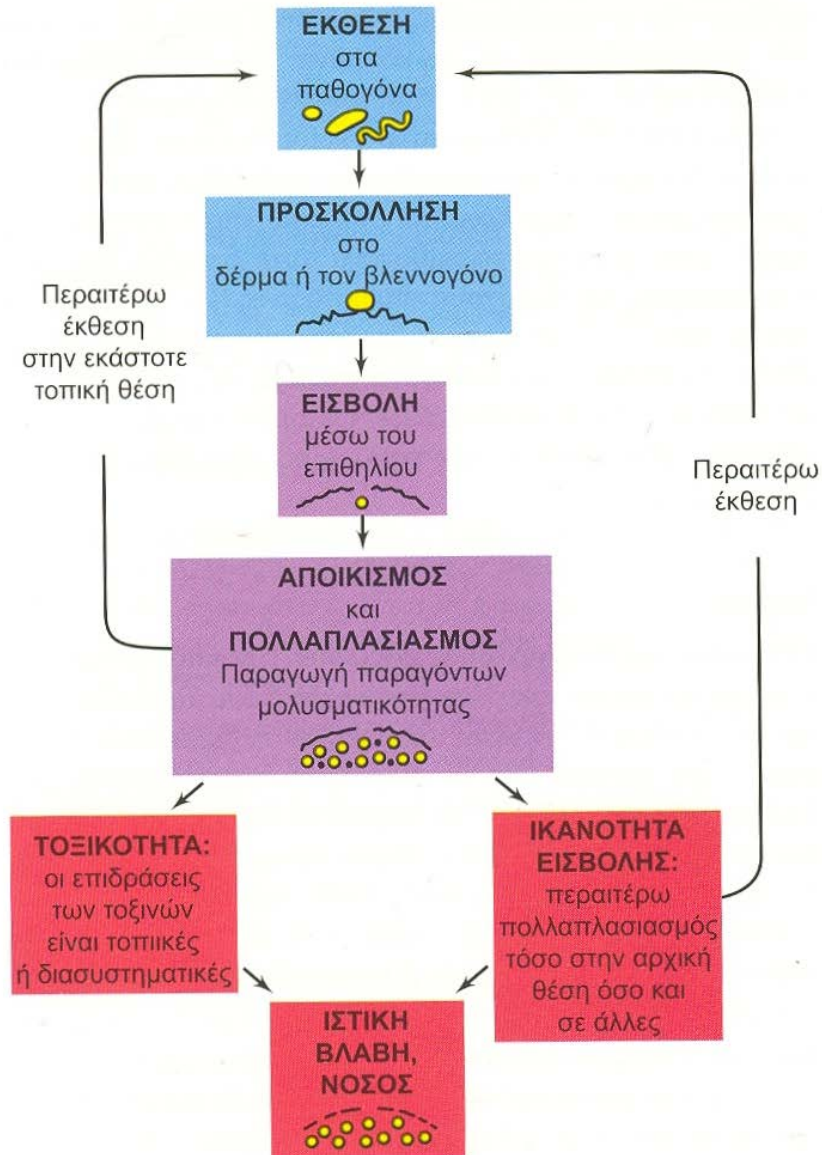 ΕΚΘΕΣΗ
στα
παθογόνα
ΠΡΟΣΚΟΛΛΗΣΗ
στο
δέρμα ή τον βλεννογόνο
Περαιτέρω
έκθεση
στην εκάστοτε
τοπική θέση
ΕΙΣΒΟΛΗ
μέσω του
επιθηλίου
Περαιτέρω
έκθεση
ΑΠΟΙΚΙΣΜΟΣ
και
ΠΟΛΛΑΠΛΑΣΙΑΣΜΟΣ
Παραγωγή παραγόντων
μολυσματικότητας
ΤΟΞΙΚΟΤΗΤΑ:
οι επιδράσεις
των τοξινών
είναι τοπιικές
ή διασυστηματικές
ΙΚΑΝΟΤΗΤΑ
ΕΙΣΒΟΛΗΣ:
περαιτέρω
πολλαπλασιασμός
τόσο στην αρχική
θέση όσο και
σε άλλες
ΙΣΤΙΚΗ
ΒΛΑΒΗ,
ΝΟΣΟΣ